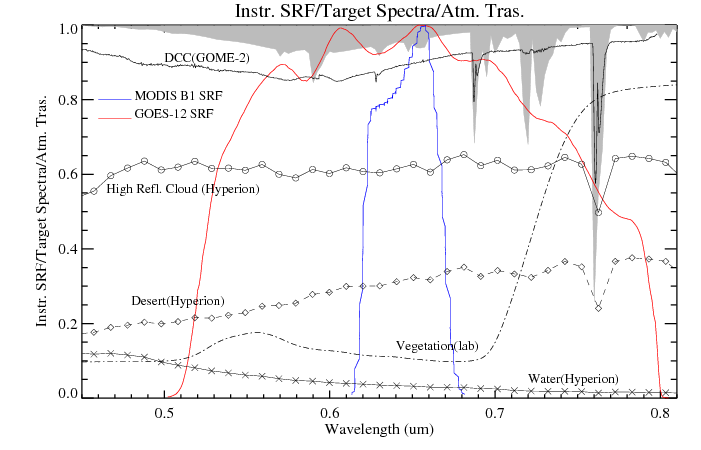 Instr. SRF/Target Spectra/Atm. Tras.
Instr. SRF/Target Spectra/Atm. Tras.
1.0
0.8
0.6
0.4
0.2
0.0
DCC(GOME-2)
MODIS B1 SRF
GOES-12 SRF
High Refl. Cloud (Hyperion)
Desert(Hyperion)
Vegetation(lab)
Water(Hyperion)
0.5 0.6 0.7 0.8
Wavelength (um)